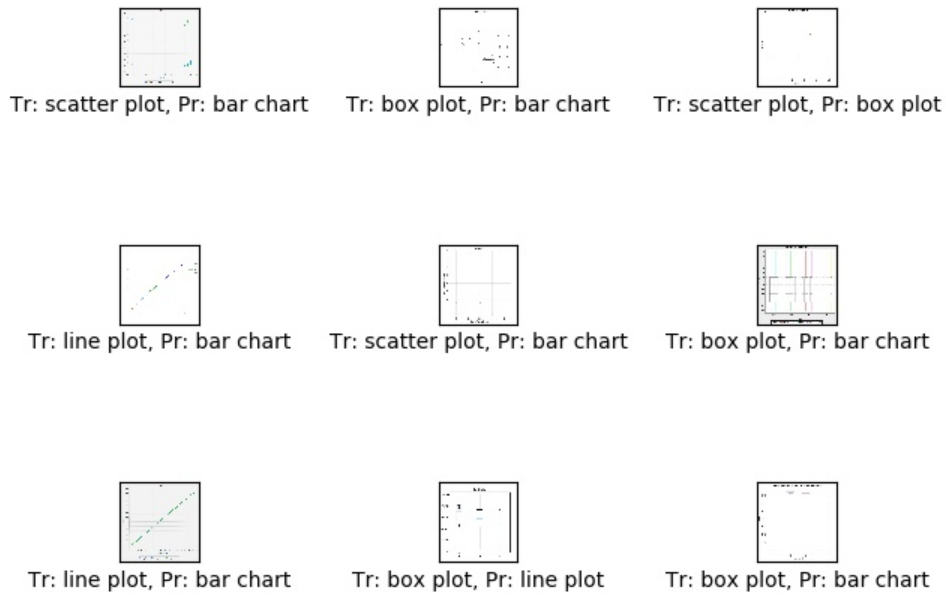 Tr: scatter plot, Pr: bar chart
Tr: box plot, Pr: bar chart
Tr: scatter plot, Pr: box plot
Tr: line plot, Pr: bar chart
Tr: scatter plot, Pr: bar chart
Tr: box plot, Pr: bar chart
Tr: line plot, Pr: bar chart
Tr: box plot, Pr: line plot
Tr: box plot, Pr: bar chart